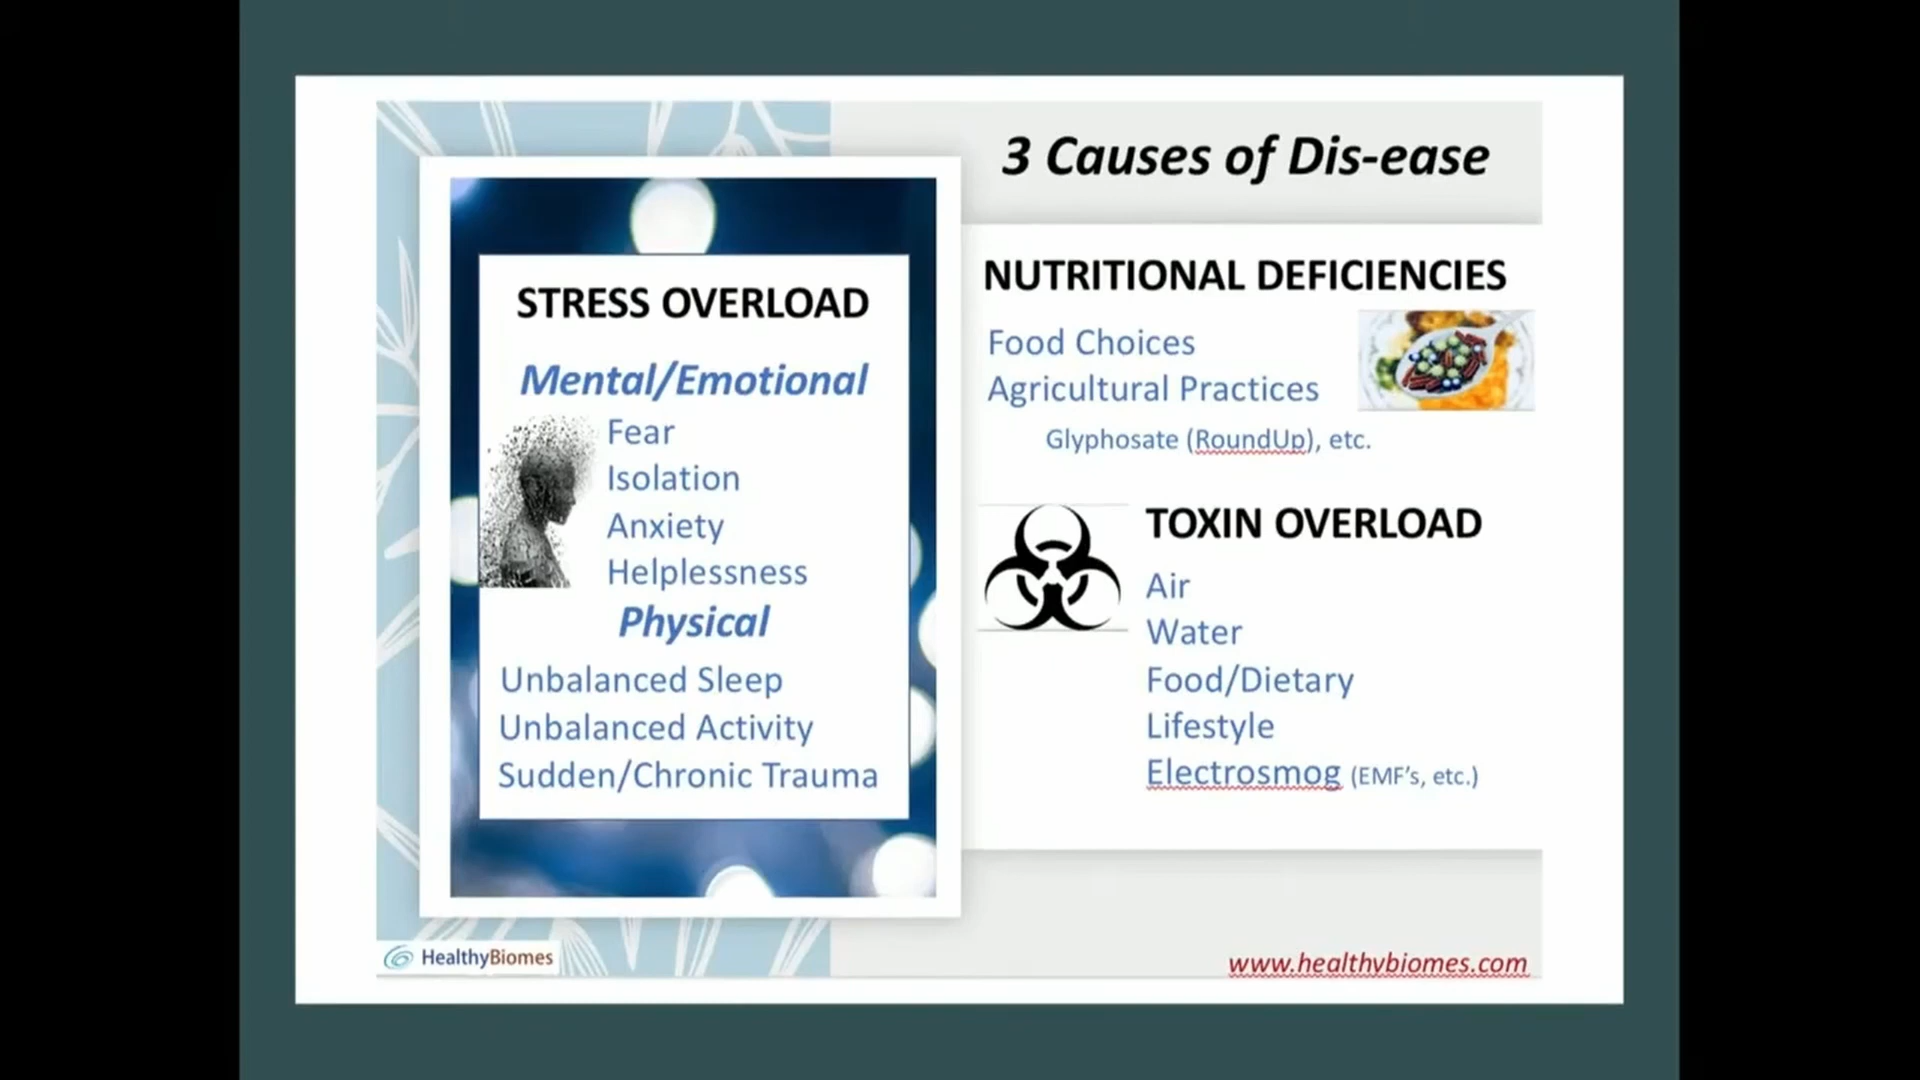 3 Causes of Dis-ease
STRESS OVERLOAD
Mental/Emotional
Fear
Isolation
Anxiety
Helplessness
Physical
Unbalanced Sleep
Unbalanced Activity
Sudden/Chronic Trauma
NUTRITIONAL DEFICIENCIES
Food Choices
Agricultural Practices
Glyphosate (RoundUp), etc.
TOXIN OVERLOAD
Air
Water
Food/Dietary
Lifestyle
Electrosmog (EMF's, etc.)
HealthyBiomes
www.healthybiomes.com